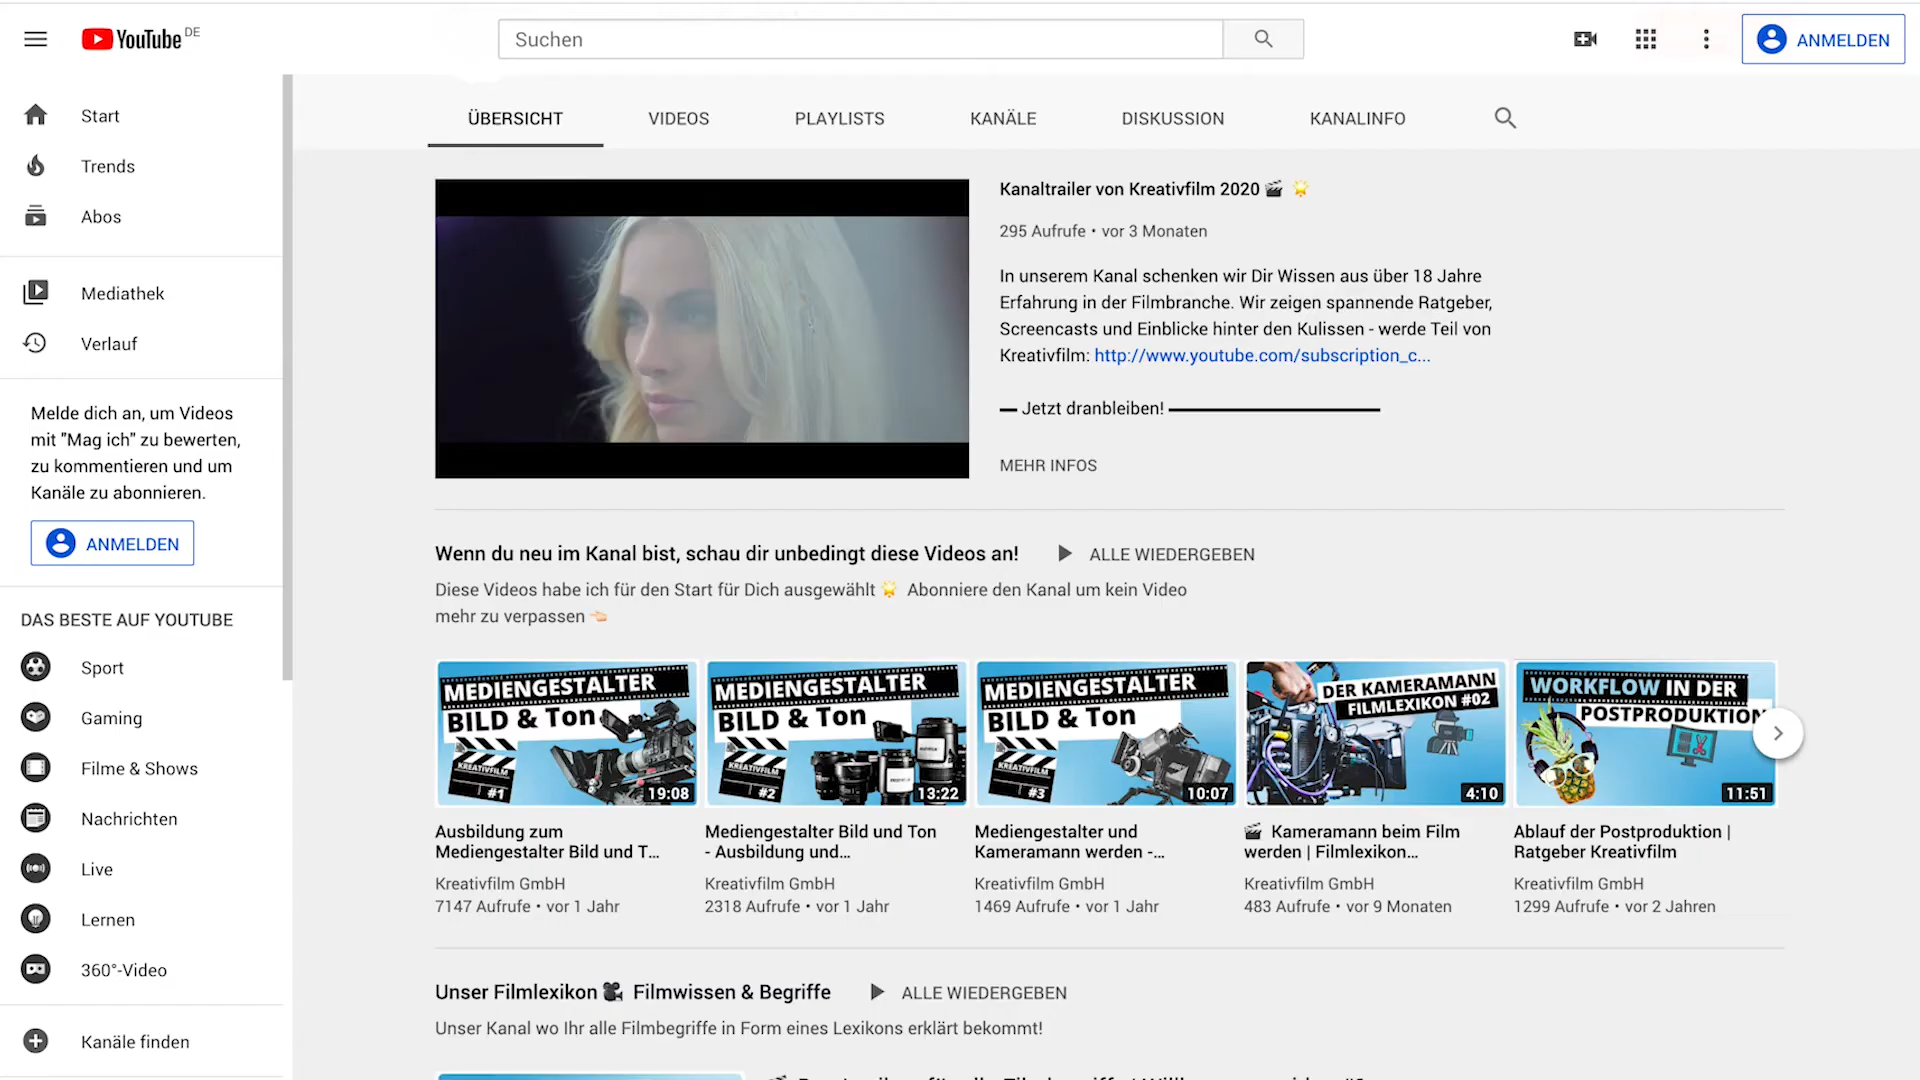 YouTube DE
Suchen
ANMELDEN
Start
Trends
Abos
Mediathek
Verlauf
Melde dich an, um Videos
mit "Mag ich" zu bewerten,
zu kommentieren und um
Kanäle zu abonnieren.
ANMELDEN
DAS BESTE AUF YOUTUBE
Sport
Gaming
Filme & Shows
Nachrichten
Live
Lernen
360°-Video
Kanäle finden
ÜBERSICHT VIDEOS PLAYLISTS KANÄLE DISKUSSION KANALINFO
Kanaltrailer von Kreativfilm 2020 🎬 🌟
295 Aufrufe • vor 3 Monaten
In unserem Kanal schenken wir Dir Wissen aus über 18 Jahre
Erfahrung in der Filmbranche. Wir zeigen spannende Ratgeber,
Screencasts und Einblicke hinter den Kulissen - werde Teil von
Kreativfilm: http://www.youtube.com/subscription_c...
Jetzt dranbleiben!
MEHR INFOS
Wenn du neu im Kanal bist, schau dir unbedingt diese Videos an! ALLE WIEDERGEBEN
Diese Videos habe ich für den Start für Dich ausgewählt 🌟 Abonniere den Kanal um kein Video
mehr zu verpassen 👈🏻
MEDIENGESTALTER
BILD & TON
KREATIVFILM
#1
19:08
Ausbildung zum
Mediengestalter Bild und T...
Kreativfilm GmbH
7147 Aufrufe • vor 1 Jahr
MEDIENGESTALTER
BILD & TON
KREATIVFILM
#2
13:22
Mediengestalter Bild und Ton
- Ausbildung und...
Kreativfilm GmbH
2318 Aufrufe • vor 1 Jahr
MEDIENGESTALTER
BILD & TON
KREATIVFILM
#3
10:07
Mediengestalter und
Kameramann werden -...
Kreativfilm GmbH
1469 Aufrufe • vor 1 Jahr
DER KAMERAMANN
FILMLEXIKON #02
4:10
🎬 Kameramann beim Film
werden | Filmlexikon...
Kreativfilm GmbH
483 Aufrufe • vor 9 Monaten
WORKFLOW IN DER
POSTPRODUKTION
11:51
Ablauf der Postproduktion |
Ratgeber Kreativfilm
Kreativfilm GmbH
1299 Aufrufe • vor 2 Jahren
Unser Filmlexikon 🎥 Filmwissen & Begriffe ALLE WIEDERGEBEN
Unser Kanal wo Ihr alle Filmbegriffe in Form eines Lexikons erklärt bekommt!